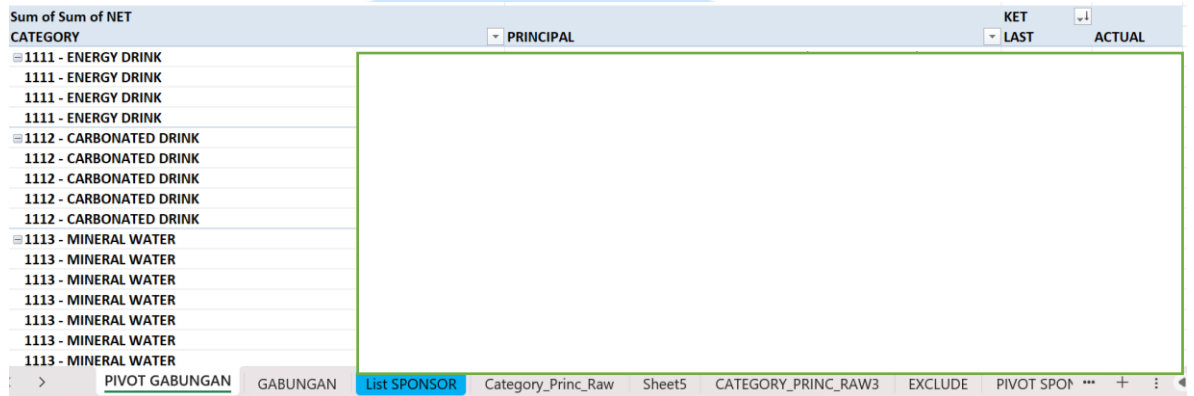 Sum of Sum of NET KET
CATEGORY PRINCIPAL LAST ACTUAL
1111 - ENERGY DRINK
1111 - ENERGY DRINK
1111 - ENERGY DRINK
1111 - ENERGY DRINK
1112 - CARBONATED DRINK
1112 - CARBONATED DRINK
1112 - CARBONATED DRINK
1112 - CARBONATED DRINK
1112 - CARBONATED DRINK
1113 - MINERAL WATER
1113 - MINERAL WATER
1113 - MINERAL WATER
1113 - MINERAL WATER
1113 - MINERAL WATER
1113 - MINERAL WATER
1113 - MINERAL WATER
PIVOT GABUNGAN GABUNGAN List SPONSOR Category_Princ_Raw Sheet5 CATEGORY_PRINC_RAW3 EXCLUDE PIVOT SPON ...